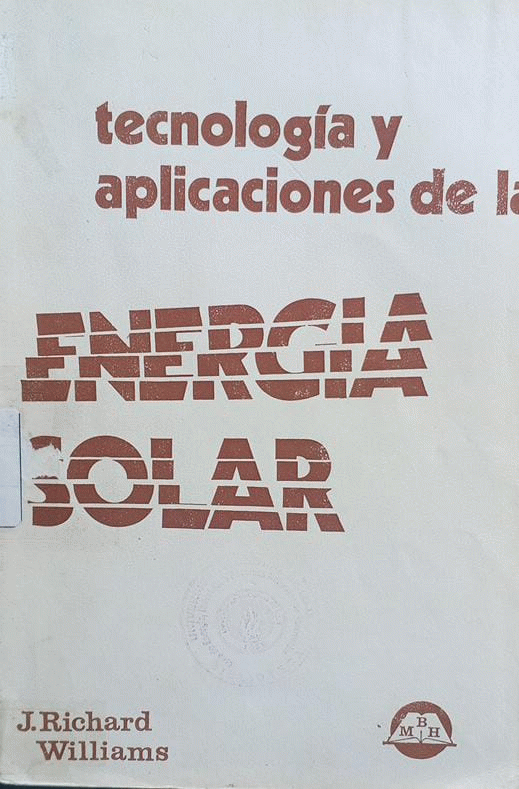 tecnología y
aplicaciones de la
ENERGIA
SOLAR
J. Richard
Williams
M B H